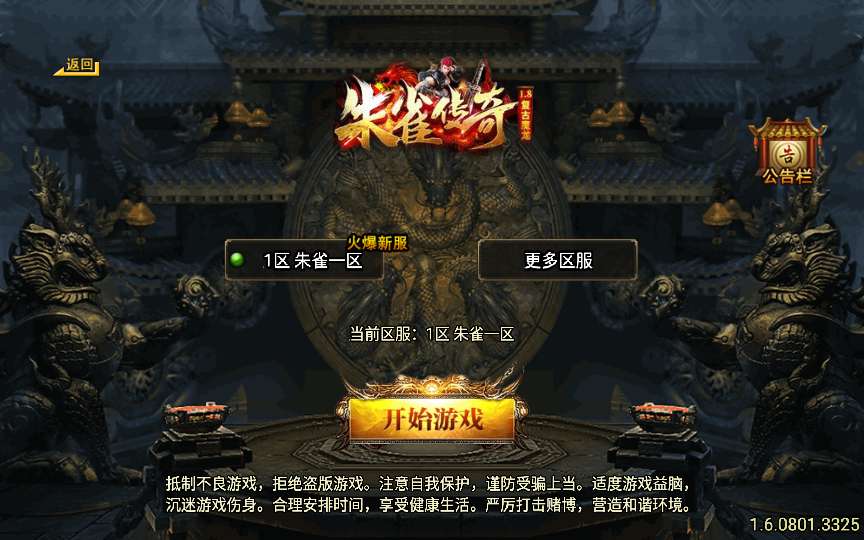 返回
朱雀传奇
1.8
复古魔龙
告
公告栏
火爆新服
1区 朱雀一区
更多区服
当前区服：1区 朱雀一区
开始游戏
抵制不良游戏，拒绝盗版游戏。注意自我保护，谨防受骗上当。适度游戏益脑，
沉迷游戏伤身。合理安排时间，享受健康生活。严厉打击赌博，营造和谐环境。
1.6.0801.3325